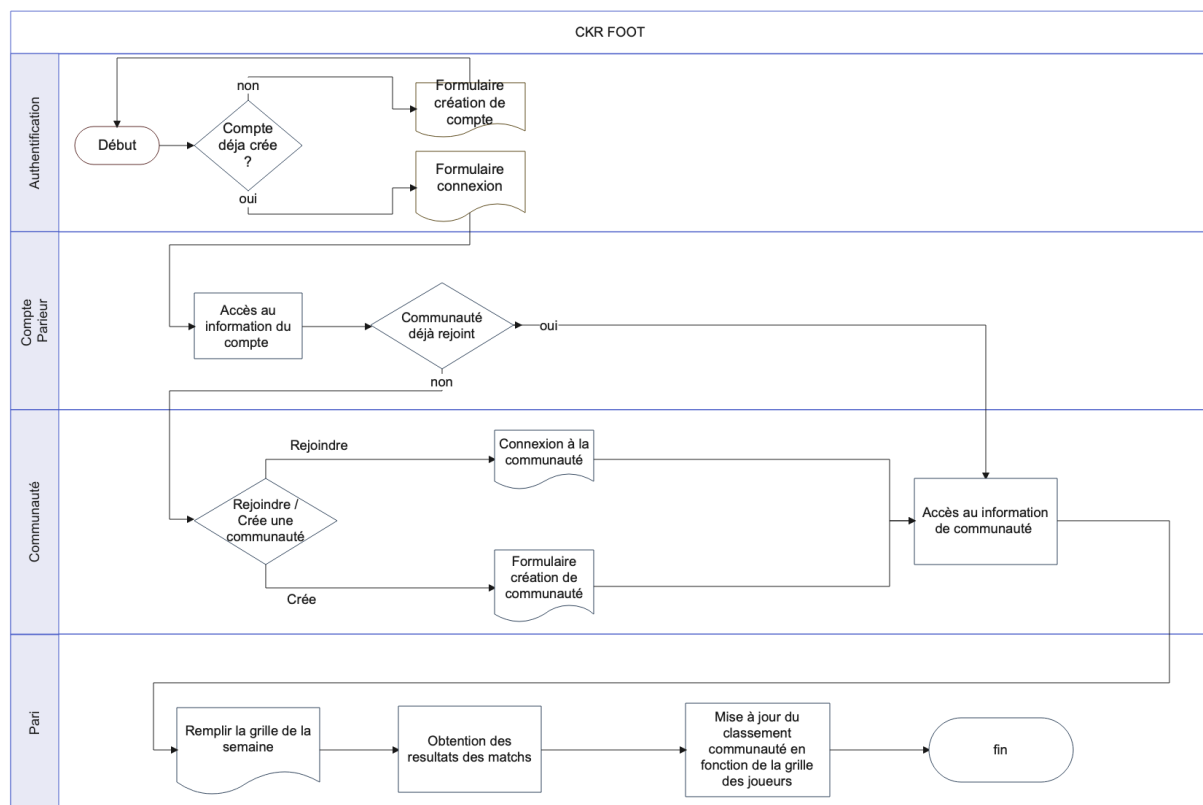 CKR FOOT
Authentification
non
Formulaire
création de
compte
Début
Compte
déja crée
?
Formulaire
connexion
oui
Compte
Parieur
Accès au
information du
compte
Communauté
déjà rejoint
oui
non
Communauté
Rejoindre
Connexion à la
communauté
Rejoindre /
Crée une
communauté
Accès au information
de communauté
Formulaire
création de
communauté
Crée
Pari
Remplir la grille de la
semaine
Obtention des
resultats des matchs
Mise à jour du
classement
communauté en
fonction de la grille
des joueurs
fin